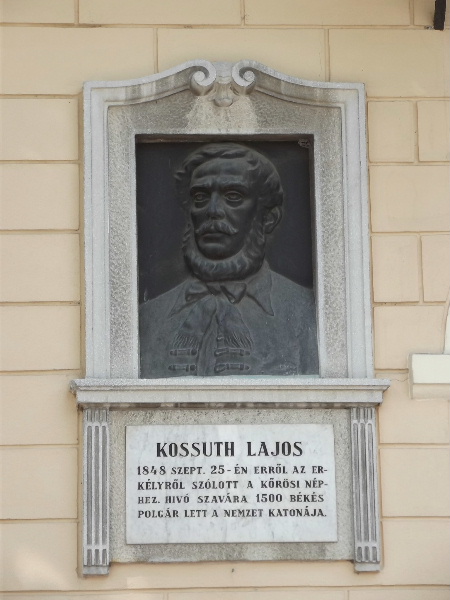 KOSSUTH LAJOS
1848 SZEPT. 25-ÉN ERRŐL AZ ER-
KÉLYRŐL SZÓLOTT A KŐRÖSI NÉP-
HEZ. HIVÓ SZAVÁRA 1500 BÉKÉS
POLGÁR LETT A NEMZET KATONÁJA.